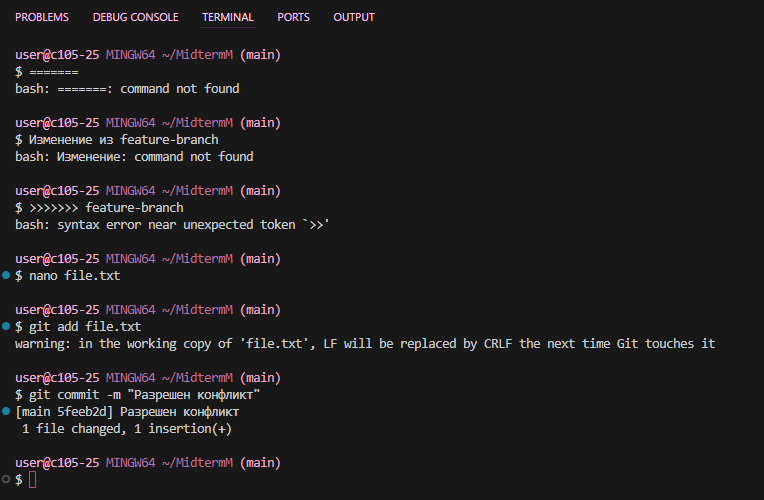 PROBLEMS DEBUG CONSOLE TERMINAL PORTS OUTPUT
user@c105-25 MINGW64 ~/MidtermM (main)
$ =======
bash: =======: command not found
user@c105-25 MINGW64 ~/MidtermM (main)
$ Изменение из feature-branch
bash: Изменение: command not found
user@c105-25 MINGW64 ~/MidtermM (main)
$ >>>>>>> feature-branch
bash: syntax error near unexpected token `>>'
user@c105-25 MINGW64 ~/MidtermM (main)
$ nano file.txt
user@c105-25 MINGW64 ~/MidtermM (main)
$ git add file.txt
warning: in the working copy of 'file.txt', LF will be replaced by CRLF the next time Git touches it
user@c105-25 MINGW64 ~/MidtermM (main)
$ git commit -m "Разрешен конфликт"
[main 5feeb2d] Разрешен конфликт
 1 file changed, 1 insertion(+)
user@c105-25 MINGW64 ~/MidtermM (main)
$